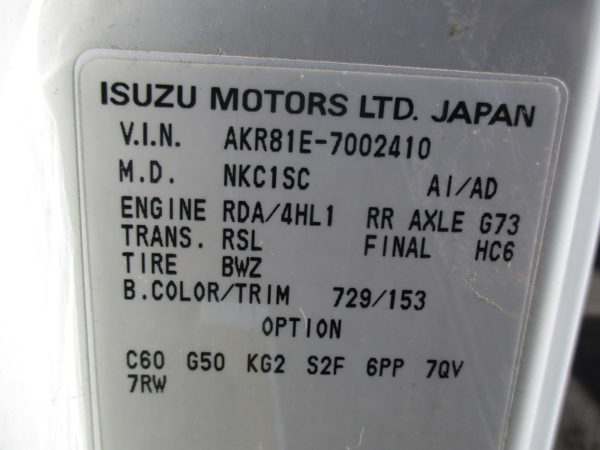 ISUZU MOTORS LTD. JAPAN
V.I.N. AKR81E-7002410
M.D. NKC1SC AI/AD
ENGINE RDA/4HL1 RR AXLE G73
TRANS. RSL FINAL HC6
TIRE BWZ
B.COLOR/TRIM 729/153
OPTION
C60 G50 KG2 S2F 6PP 7QV
7RW